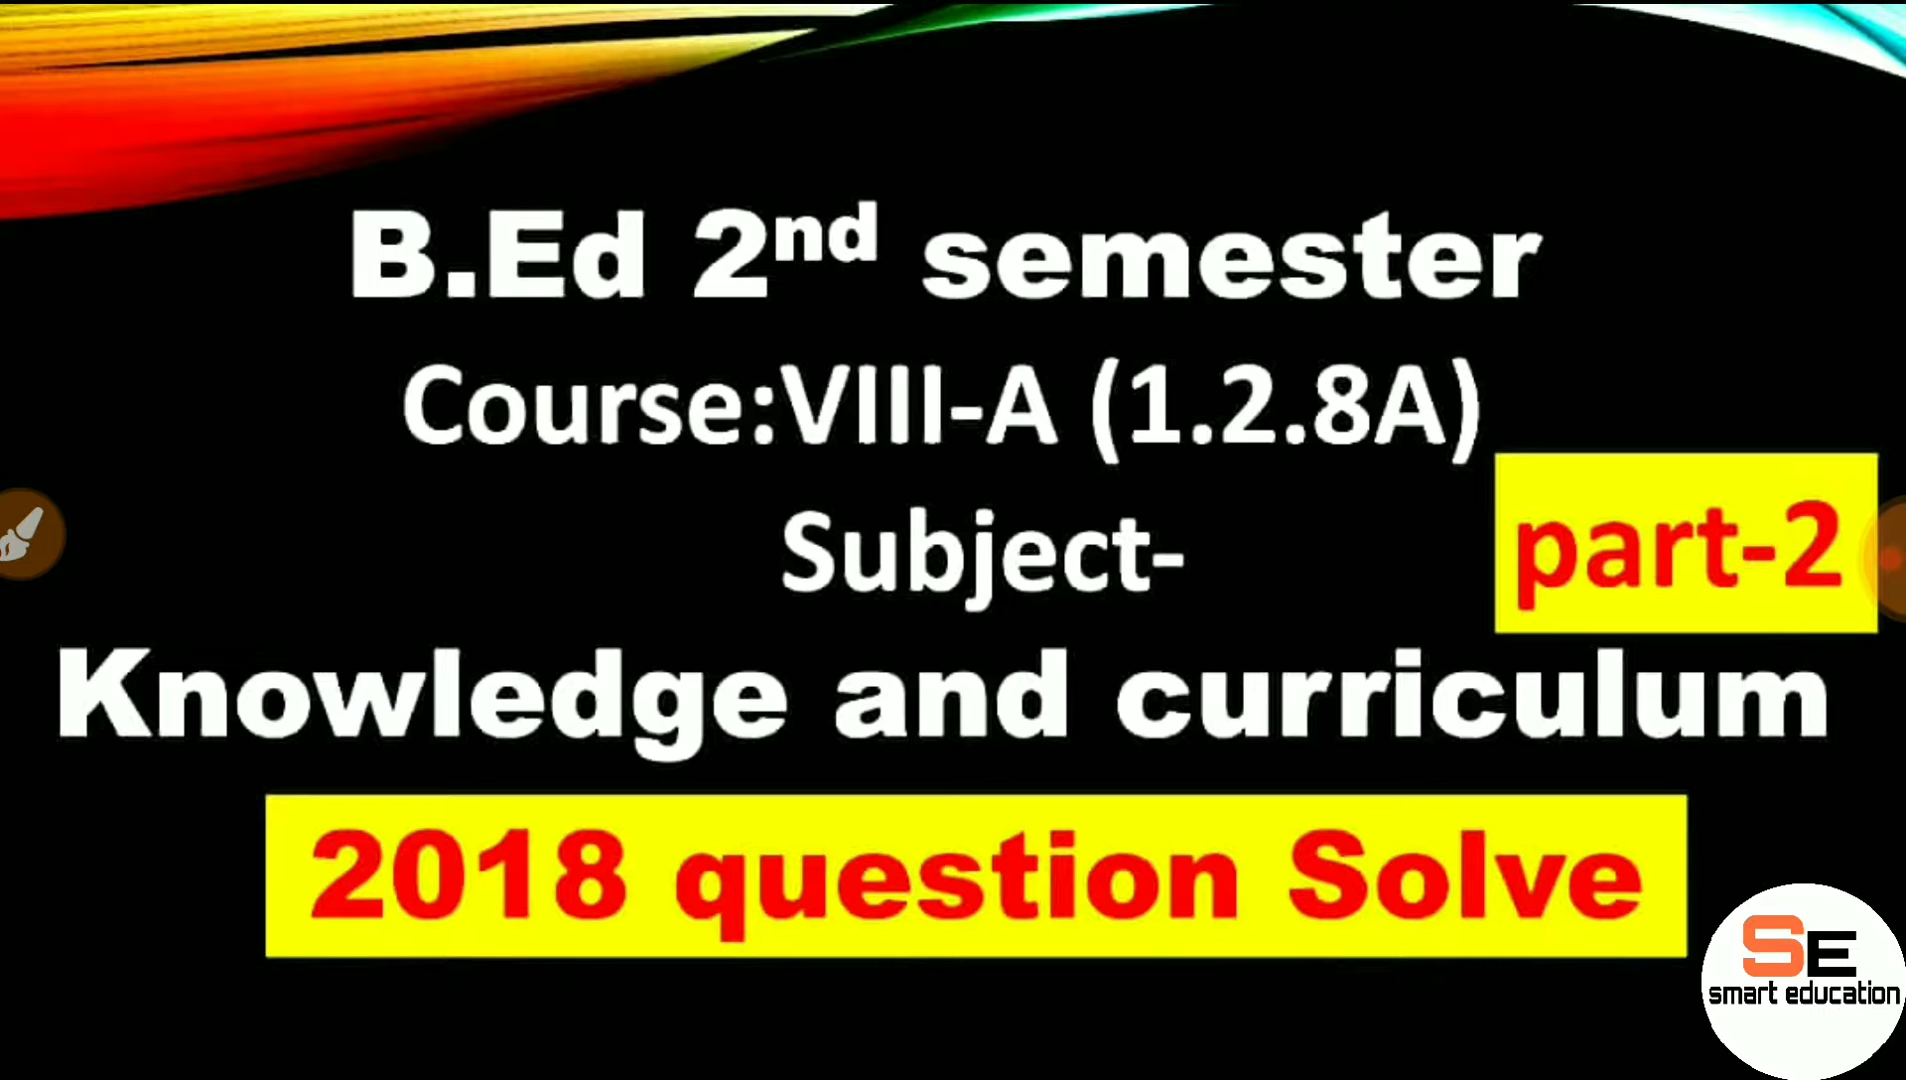 B.Ed 2nd semester
Course:VIII-A (1.2.8A)
Subject-
part-2
Knowledge and curriculum
2018 question Solve
SE
smart education